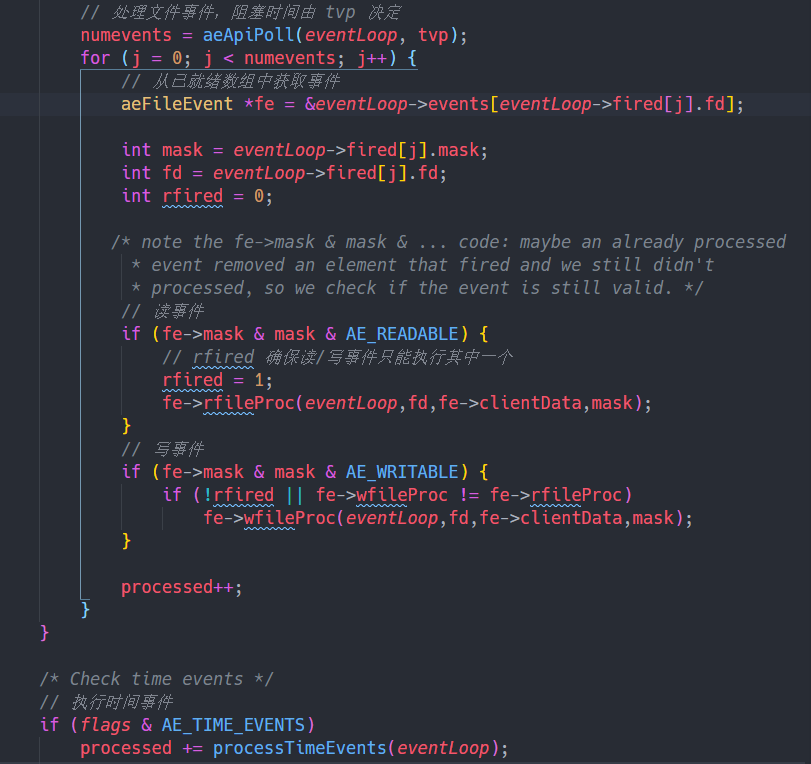 // 处理文件事件，阻塞时间由 tvp 决定
numevents = aeApiPoll(eventLoop, tvp);
for (j = 0; j < numevents; j++) {
// 从已就绪数组中获取事件
aeFileEvent *fe = &eventLoop->events[eventLoop->fired[j].fd];
int mask = eventLoop->fired[j].mask;
int fd = eventLoop->fired[j].fd;
int rfired = 0;
/* note the fe->mask & mask & ... code: maybe an already processed
* event removed an element that fired and we still didn't
* processed, so we check if the event is still valid. */
// 读事件
if (fe->mask & mask & AE_READABLE) {
// rfired 确保读/写事件只能执行其中一个
rfired = 1;
fe->rfileProc(eventLoop,fd,fe->clientData,mask);
}
// 写事件
if (fe->mask & mask & AE_WRITABLE) {
if (!rfired || fe->wfileProc != fe->rfileProc)
fe->wfileProc(eventLoop,fd,fe->clientData,mask);
}
processed++;
}
}
/* Check time events */
// 执行时间事件
if (flags & AE_TIME_EVENTS)
processed += processTimeEvents(eventLoop);